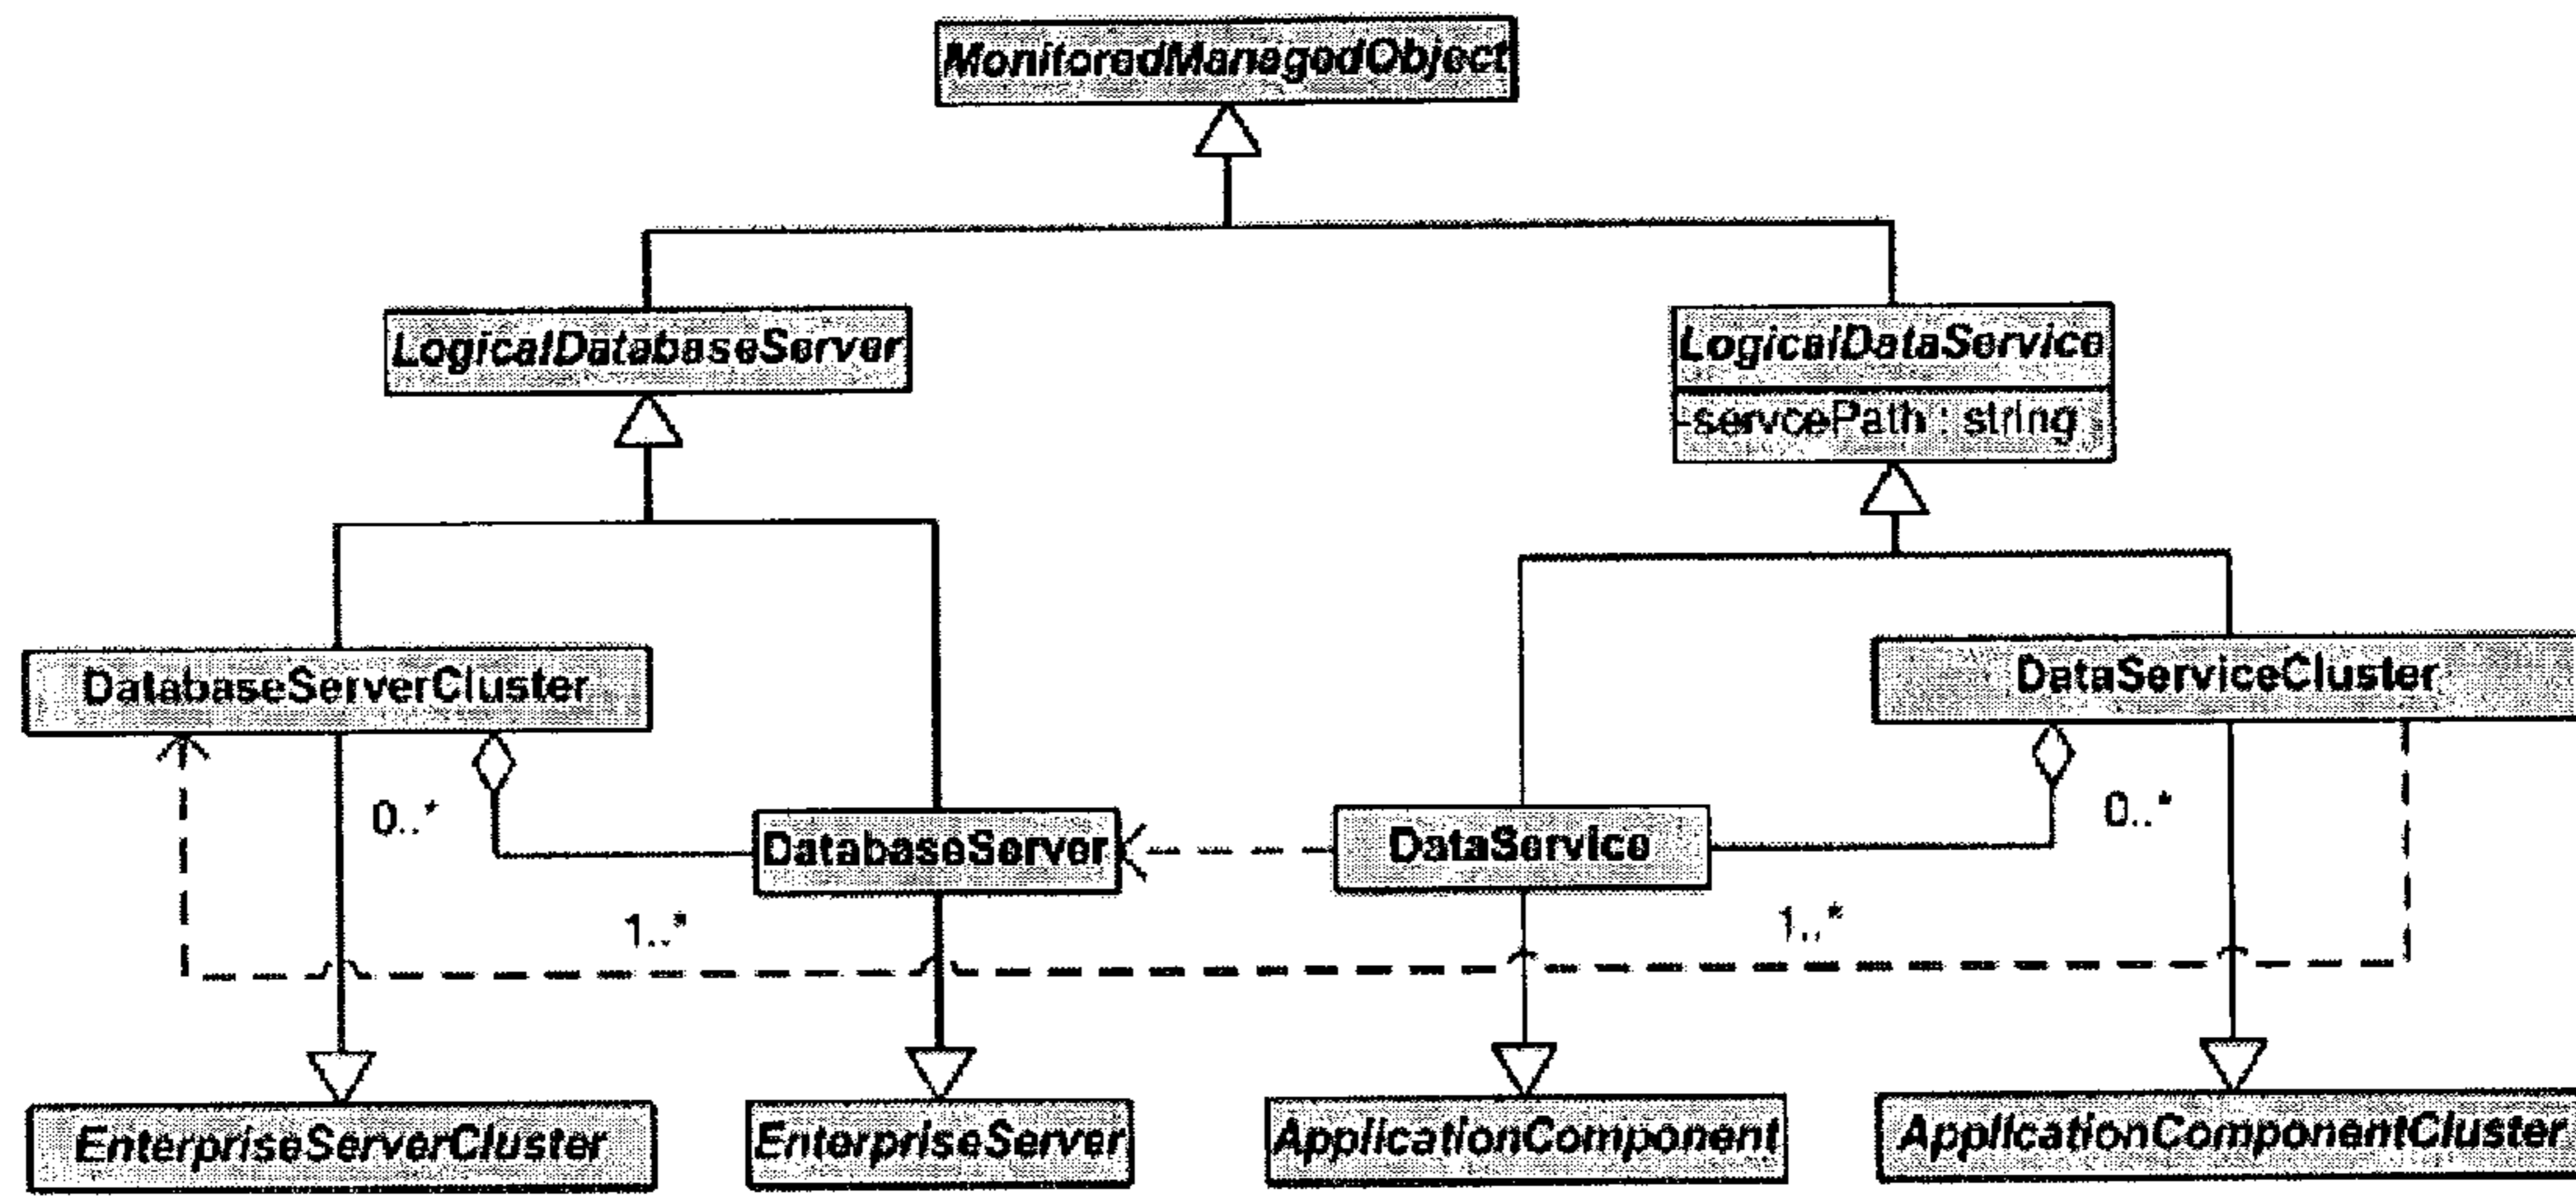 MonitoredManagedObject
LogicalDatabaseServer
LogicalDataService
-servcePath : string
DatabaseServerCluster
DataServiceCluster
0..*
DatabaseServer
DataService
0..*
1..*
1..*
EnterpriseServerCluster
EnterpriseServer
ApplicationComponent
ApplicationComponentCluster